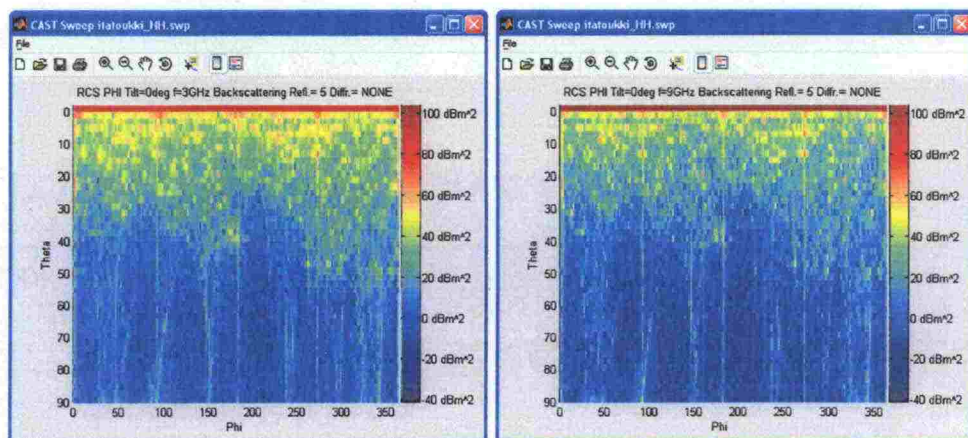 CAST Sweep itatoukki_HH.swp
File
RCS PHI Tilt=0deg f=3GHz Backscattering Refl.= 5 Diffr.= NONE
0
10
20
30
40
50
60
70
80
90
Theta
0 50 100 150 200 250 300 350
Phi
100 dBm^2
80 dBm^2
60 dBm^2
40 dBm^2
20 dBm^2
0 dBm^2
-20 dBm^2
-40 dBm^2
CAST Sweep itatoukki_HH.swp
File
RCS PHI Tilt=0deg f=9GHz Backscattering Refl.= 5 Diffr.= NONE
0
10
20
30
40
50
60
70
80
90
Theta
0 50 100 150 200 250 300 350
Phi
100 dBm^2
80 dBm^2
60 dBm^2
40 dBm^2
20 dBm^2
0 dBm^2
-20 dBm^2
-40 dBm^2